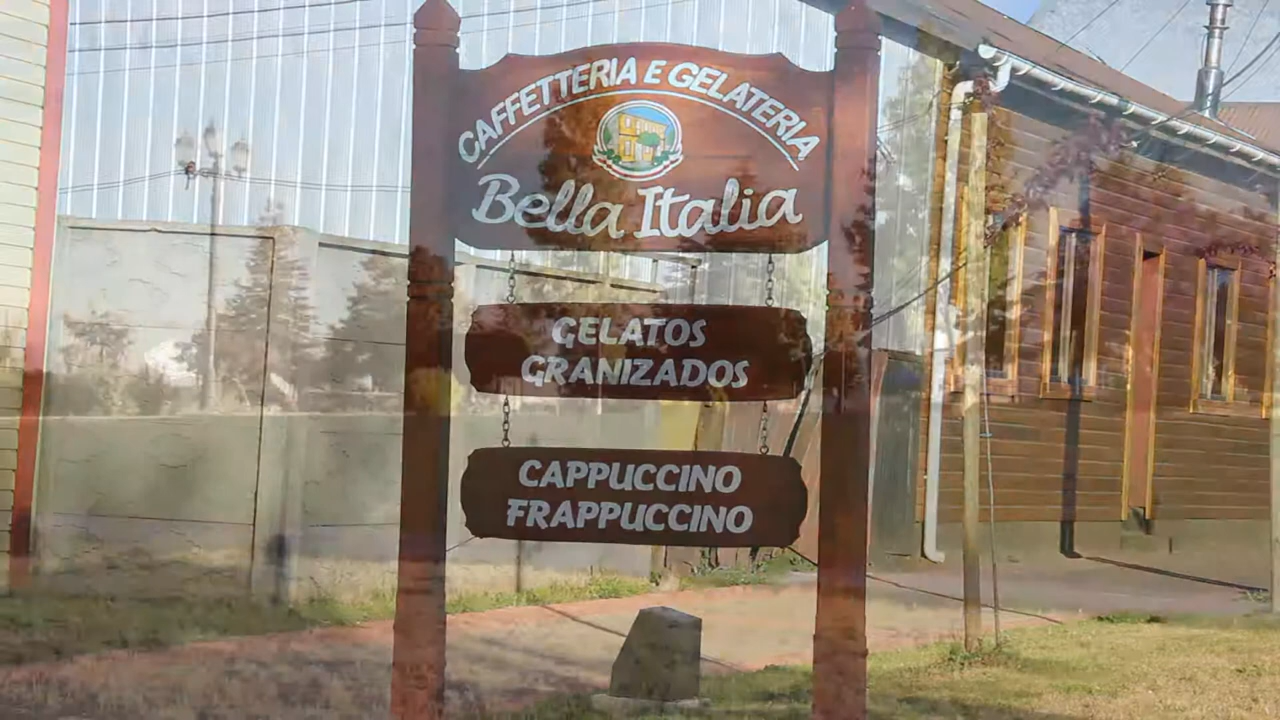 CAFFETTERIA E GELATERIA
Bella Italia
GELATOS
GRANIZADOS
CAPPUCCINO
FRAPPUCCINO